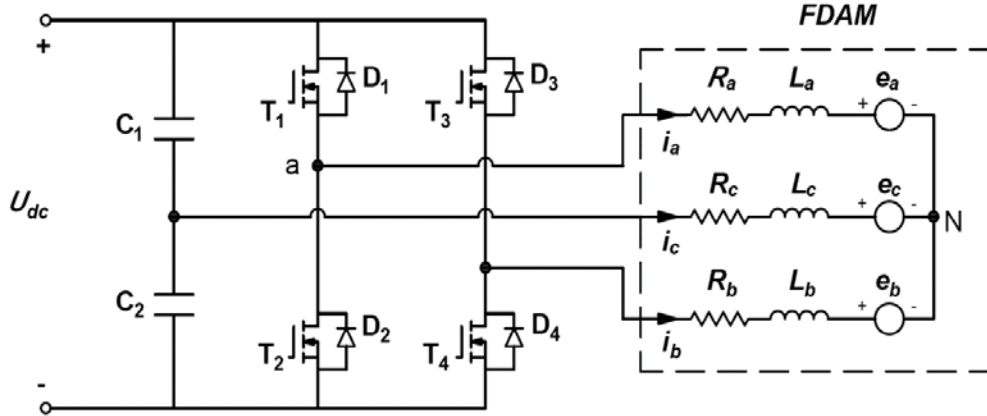 FDAM
+
D1
D3
Ra La ea
+ -
T1
T3
C1
ia
a
Rc Lc ec
+ -
Udc
N
ic
Rb Lb eb
+ -
C2
D2
D4
T2
T4
ib
-